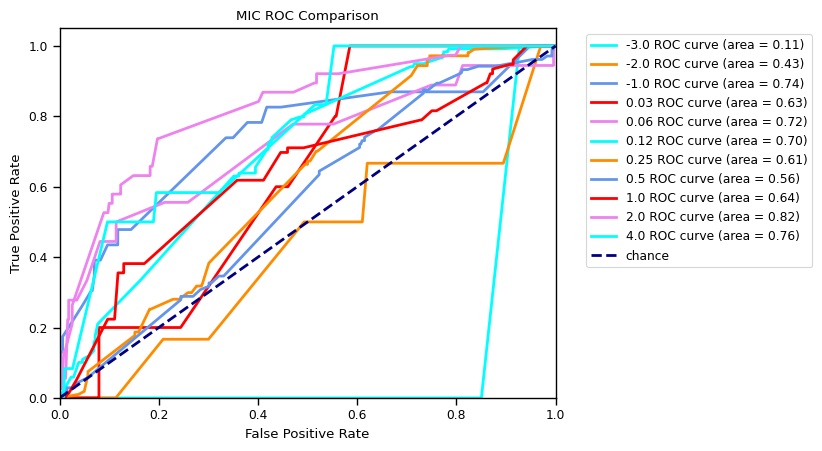 MIC ROC Comparison
True Positive Rate
1.0
0.8
0.6
0.4
0.2
0.0
0.0 0.2 0.4 0.6 0.8 1.0
False Positive Rate
-3.0 ROC curve (area = 0.11)
-2.0 ROC curve (area = 0.43)
-1.0 ROC curve (area = 0.74)
0.03 ROC curve (area = 0.63)
0.06 ROC curve (area = 0.72)
0.12 ROC curve (area = 0.70)
0.25 ROC curve (area = 0.61)
0.5 ROC curve (area = 0.56)
1.0 ROC curve (area = 0.64)
2.0 ROC curve (area = 0.82)
4.0 ROC curve (area = 0.76)
chance